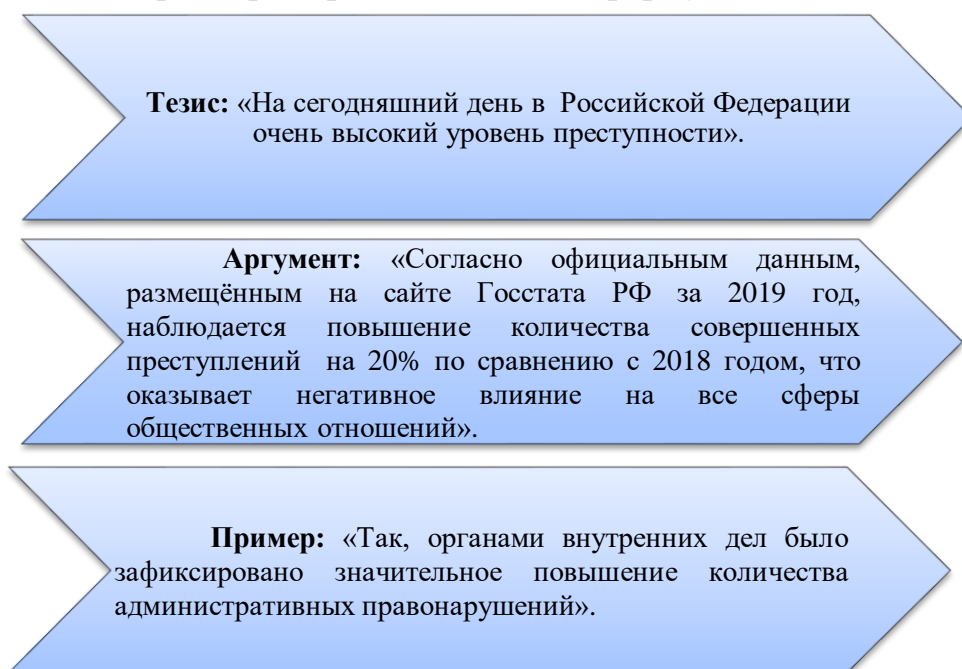 Тезис: «На сегодняшний день в Российской Федерации
очень высокий уровень преступности».
Аргумент: «Согласно официальным данным,
размещённым на сайте Госстата РФ за 2019 год,
наблюдается повышение количества совершенных
преступлений на 20% по сравнению с 2018 годом, что
оказывает негативное влияние на все сферы
общественных отношений».
Пример: «Так, органами внутренних дел было
зафиксировано значительное повышение количества
административных правонарушений».